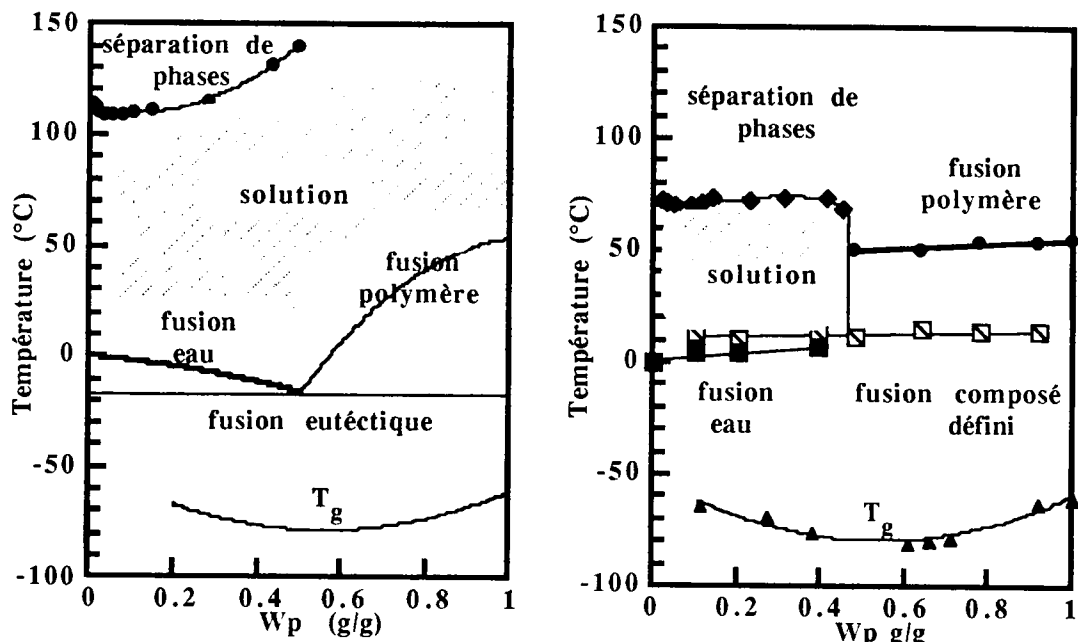 150
100
50
0
-50
-100
Température (°C)
séparation de
phases
solution
fusion
polymère
fusion
eau
fusion eutéctique
Tg
0 0.2 0.4 0.6 0.8 1
Wp (g/g)
150
100
50
0
-50
-100
Température (°C)
séparation de
phases
fusion
polymère
solution
fusion
eau
fusion composé
défini
Tg
0 0.2 0.4 0.6 0.8 1
Wp g/g